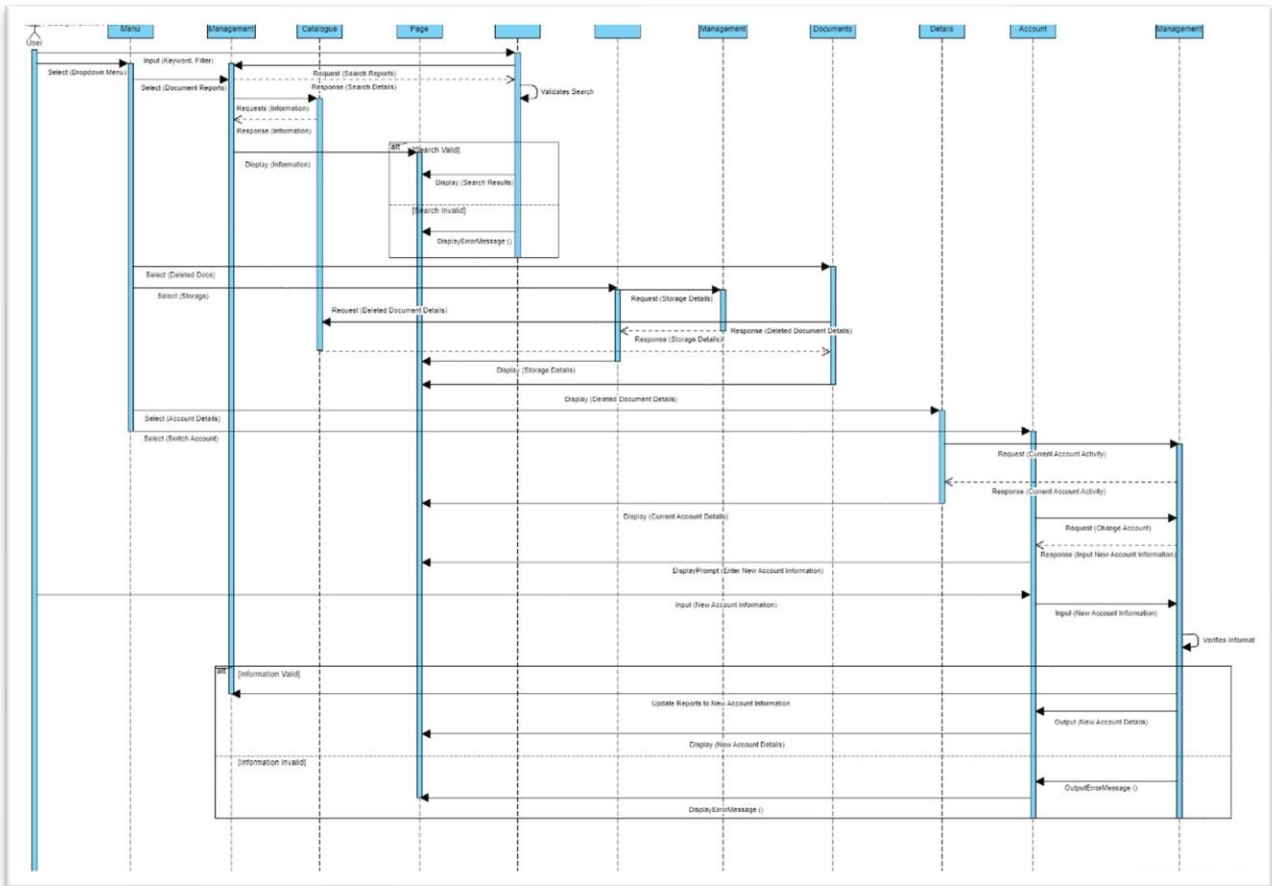 User
Menu
Management
Catalogue
Page
Management
Documents
Details
Account
Management
Input (Keyword, Filter)
Select (Dropdown Menu)
Request (Search Reports)
Select (Document Reports)
Response (Search Details)
Validates Search
Requests (Information)
Response (Information)
alt
[Search Valid]
Display (Information)
Display (Search Results)
[Search Invalid]
DisplayErrorMessage ()
Select (Deleted Docs)
Select (Storage)
Request (Storage Details)
Request (Deleted Document Details)
Response (Deleted Document Details)
Response (Storage Details)
Display (Storage Details)
Display (Deleted Document Details)
Select (Account Details)
Select (Switch Account)
Request (Current Account Activity)
Response (Current Account Activity)
Display (Current Account Details)
Request (Change Account)
Response (Input New Account Information)
DisplayPrompt (Enter New Account Information)
Input (New Account Information)
Input (New Account Information)
Verifies Informat
alt
[Information Valid]
Update Reports to New Account Information
Output (New Account Details)
Display (New Account Details)
[Information Invalid]
OutputErrorMessage ()
DisplayErrorMessage ()